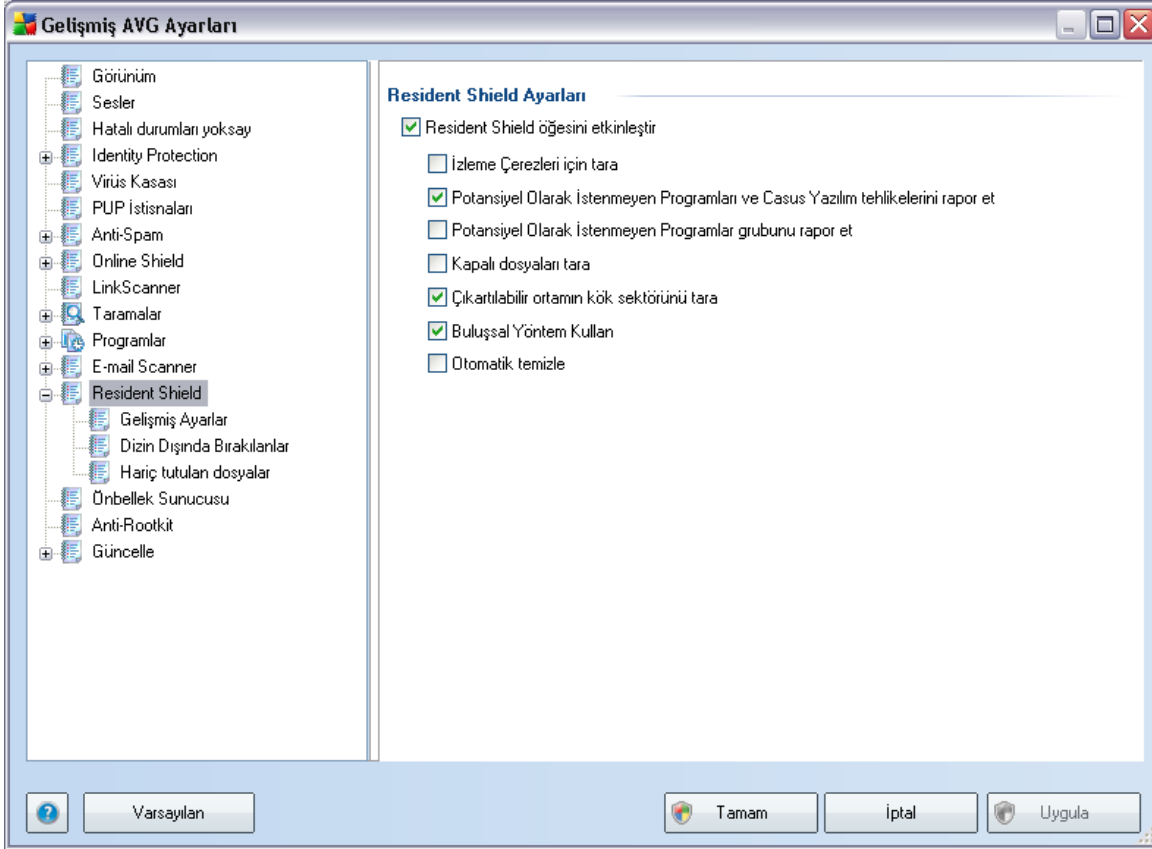 Gelişmiş AVG Ayarları
Görünüm
Sesler
Hatalı durumları yoksay
Identity Protection
Virüs Kasası
PUP İstisnaları
Anti-Spam
Online Shield
LinkScanner
Taramalar
Programlar
E-mail Scanner
Resident Shield
Gelişmiş Ayarlar
Dizin Dışında Bırakılanlar
Hariç tutulan dosyalar
Önbellek Sunucusu
Anti-Rootkit
Güncelle
Resident Shield Ayarları
Resident Shield öğesini etkinleştir
İzleme Çerezleri için tara
Potansiyel Olarak İstenmeyen Programları ve Casus Yazılım tehlikelerini rapor et
Potansiyel Olarak İstenmeyen Programlar grubunu rapor et
Kapalı dosyaları tara
Çıkartılabilir ortamın kök sektörünü tara
Buluşsal Yöntem Kullan
Otomatik temizle
Varsayılan
Tamam
İptal
Uygula